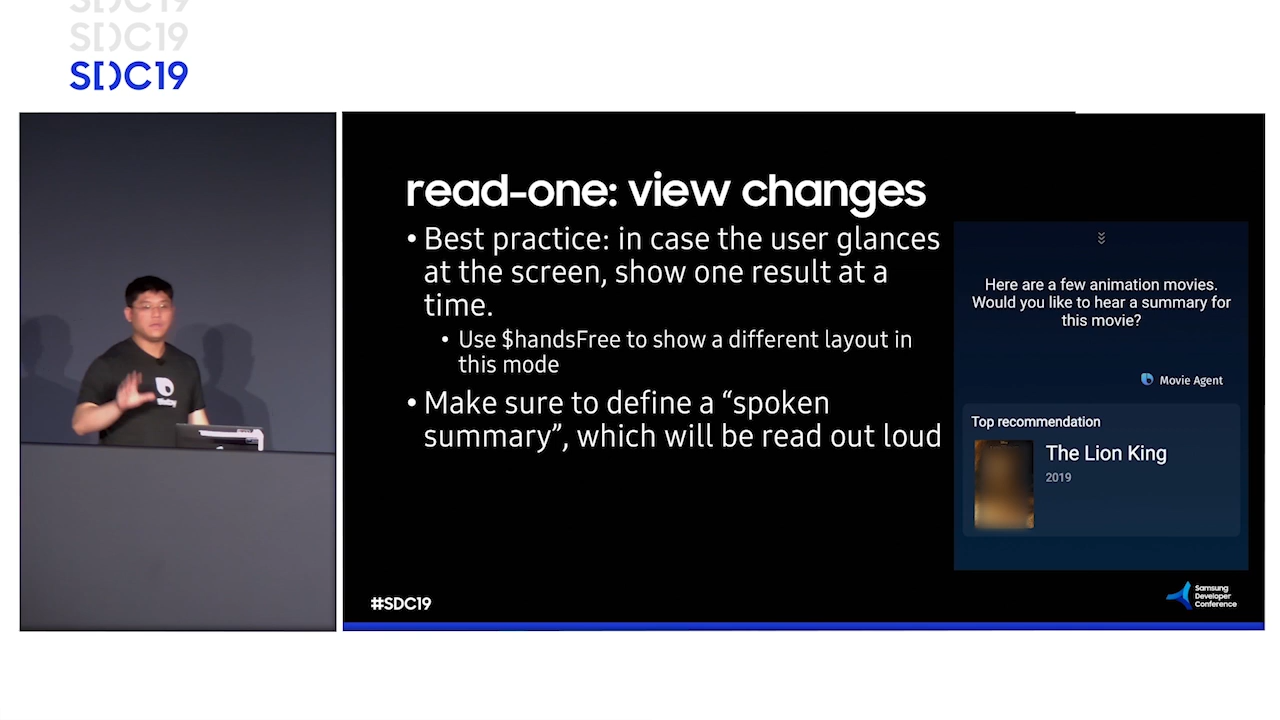 SDC19
SDC19
SDC19
read-one: view changes
• Best practice: in case the user glances
at the screen, show one result at a
time.
• Use $handsFree to show a different layout in
this mode
• Make sure to define a “spoken
summary”, which will be read out loud
Here are a few animation movies.
Would you like to hear a summary for
this movie?
Movie Agent
Top recommendation
The Lion King
2019
#SDC19
Samsung
Developer
Conference